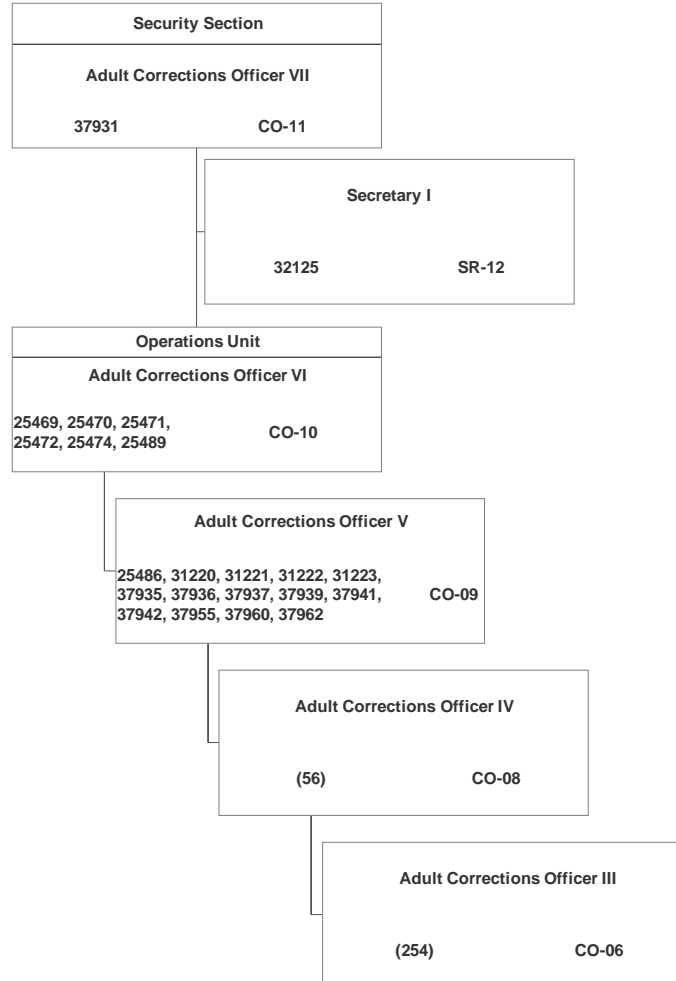 Security Section
Adult Corrections Officer VII
37931 CO-11
Secretary I
32125 SR-12
Operations Unit
Adult Corrections Officer VI
25469, 25470, 25471,
25472, 25474, 25489
CO-10
Adult Corrections Officer V
25486, 31220, 31221, 31222, 31223,
37935, 37936, 37937, 37939, 37941,
37942, 37955, 37960, 37962
CO-09
Adult Corrections Officer IV
(56) CO-08
Adult Corrections Officer III
(254) CO-06